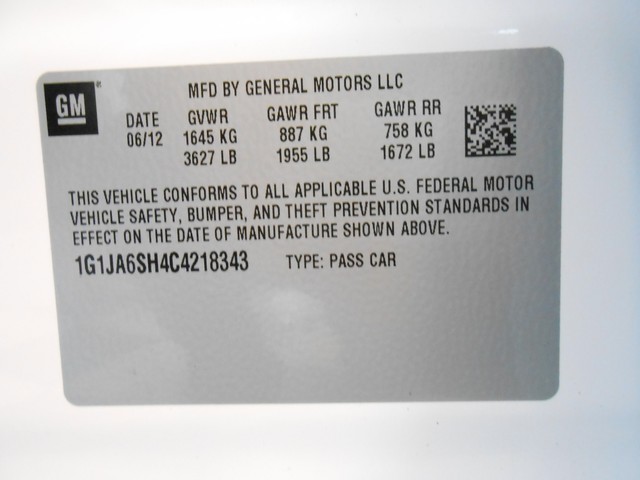 GM
MFD BY GENERAL MOTORS LLC
DATE GVWR GAWR FRT GAWR RR
06/12 1645 KG 887 KG 758 KG
3627 LB 1955 LB 1672 LB
THIS VEHICLE CONFORMS TO ALL APPLICABLE U.S. FEDERAL MOTOR
VEHICLE SAFETY, BUMPER, AND THEFT PREVENTION STANDARDS IN
EFFECT ON THE DATE OF MANUFACTURE SHOWN ABOVE.
1G1JA6SH4C4218343 TYPE: PASS CAR